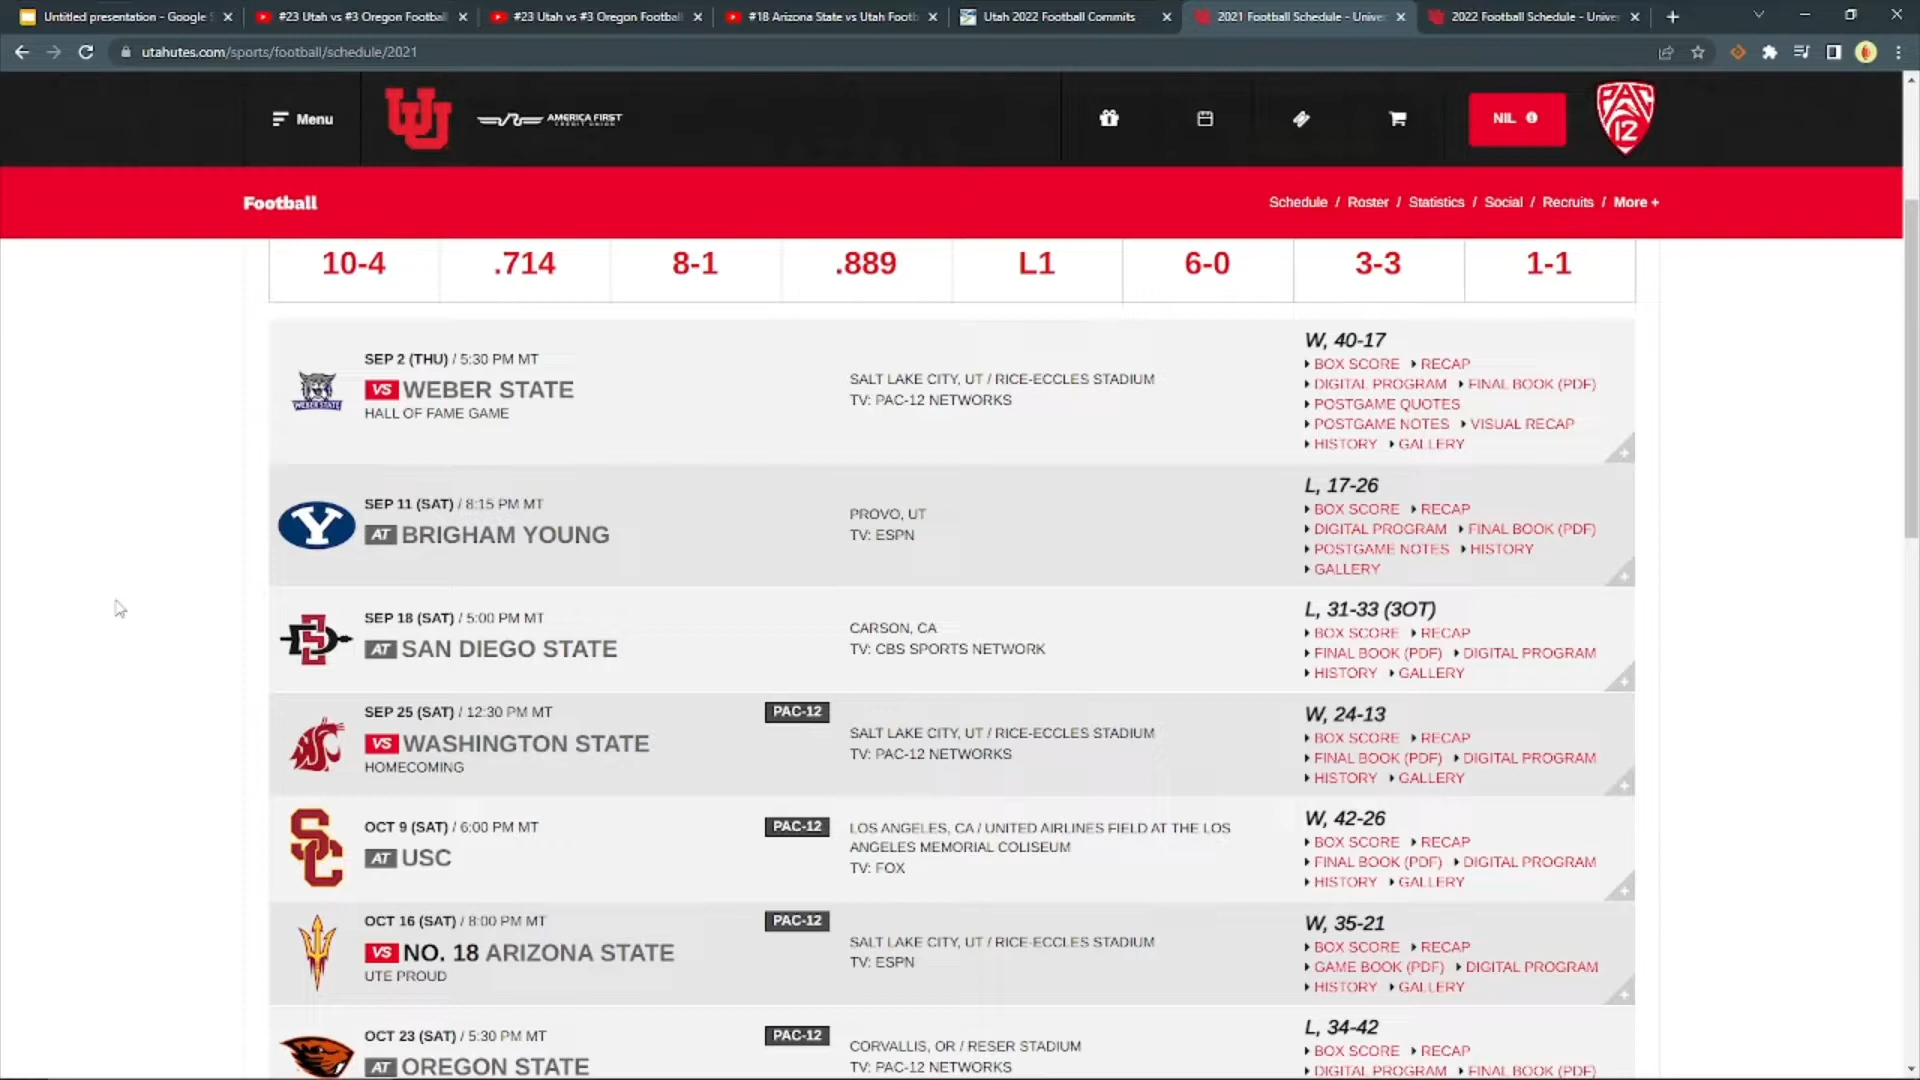 Untitled presentation - Google S
#23 Utah vs #3 Oregon Football
#23 Utah vs #3 Oregon Football
#18 Arizona State vs Utah Footb
Utah 2022 Football Commits
2021 Football Schedule - Univer
2022 Football Schedule - Univer
utahutes.com/sports/football/schedule/2021
Menu
AMERICA FIRST
CREDIT UNION
NIL
PAC
12
Football
Schedule / Roster / Statistics / Social / Recruits / More +
10-4 .714 8-1 .889 L1 6-0 3-3 1-1
WEBER STATE
SEP 2 (THU) / 5:30 PM MT
VS WEBER STATE
HALL OF FAME GAME
SALT LAKE CITY, UT / RICE-ECCLES STADIUM
TV: PAC-12 NETWORKS
W, 40-17
BOX SCORE RECAP
DIGITAL PROGRAM FINAL BOOK (PDF)
POSTGAME QUOTES
POSTGAME NOTES VISUAL RECAP
HISTORY GALLERY
Y
SEP 11 (SAT) / 8:15 PM MT
AT BRIGHAM YOUNG
PROVO, UT
TV: ESPN
L, 17-26
BOX SCORE RECAP
DIGITAL PROGRAM FINAL BOOK (PDF)
POSTGAME NOTES HISTORY
GALLERY
SEP 18 (SAT) / 5:00 PM MT
AT SAN DIEGO STATE
CARSON, CA
TV: CBS SPORTS NETWORK
L, 31-33 (3OT)
BOX SCORE RECAP
FINAL BOOK (PDF) DIGITAL PROGRAM
HISTORY GALLERY
SEP 25 (SAT) / 12:30 PM MT
VS WASHINGTON STATE
HOMECOMING
PAC-12
SALT LAKE CITY, UT / RICE-ECCLES STADIUM
TV: PAC-12 NETWORKS
W, 24-13
BOX SCORE RECAP
FINAL BOOK (PDF) DIGITAL PROGRAM
HISTORY GALLERY
OCT 9 (SAT) / 6:00 PM MT
AT USC
PAC-12
LOS ANGELES, CA / UNITED AIRLINES FIELD AT THE LOS
ANGELES MEMORIAL COLISEUM
TV: FOX
W, 42-26
BOX SCORE RECAP
FINAL BOOK (PDF) DIGITAL PROGRAM
HISTORY GALLERY
OCT 16 (SAT) / 8:00 PM MT
VS NO. 18 ARIZONA STATE
UTE PROUD
PAC-12
SALT LAKE CITY, UT / RICE-ECCLES STADIUM
TV: ESPN
W, 35-21
BOX SCORE RECAP
GAME BOOK (PDF) DIGITAL PROGRAM
HISTORY GALLERY
OCT 23 (SAT) / 5:30 PM MT
AT OREGON STATE
PAC-12
CORVALLIS, OR / RESER STADIUM
TV: PAC-12 NETWORKS
L, 34-42
BOX SCORE RECAP
DIGITAL PROGRAM FINAL BOOK (PDF)